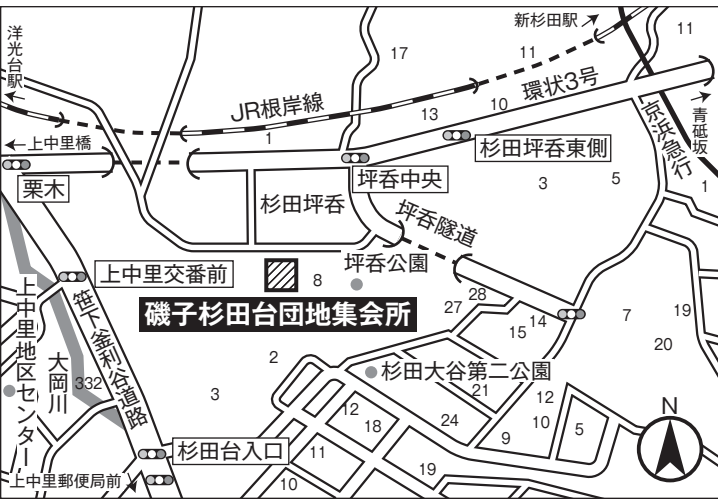 新杉田駅
洋光台駅
17
11
11
JR根岸線
環状3号
13
10
1
京浜急行
青砥坂
上中里橋
杉田坪呑東側
栗木
坪呑中央
3
5
1
杉田坪呑
坪呑隧道
上中里交番前
8
坪呑公園
磯子杉田台団地集会所
28
27
14
15
7
19
20
上中里地区センター
大岡川
笹下釜利谷道路
332
2
3
杉田大谷第二公園
21
12
18
24
12
10
9
5
N
杉田台入口
11
19
10
上中里郵便局前